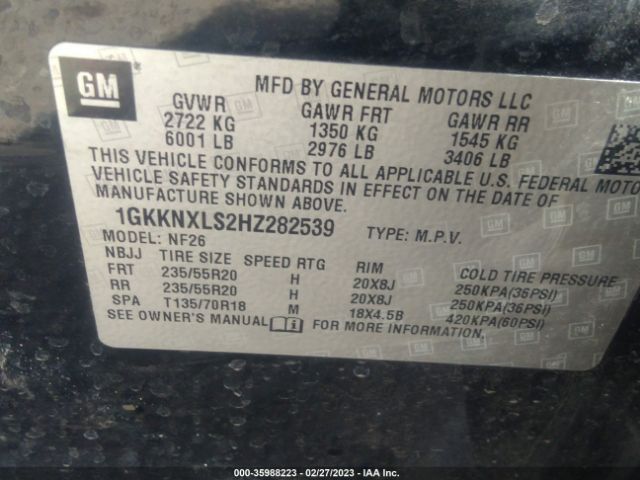 GM
MFD BY GENERAL MOTORS LLC
GVWR GAWR FRT GAWR RR
2722 KG 1350 KG 1545 KG
6001 LB 2976 LB 3406 LB
THIS VEHICLE CONFORMS TO ALL APPLICABLE U.S. FEDERAL MOTO
VEHICLE SAFETY STANDARDS IN EFFECT ON THE DATE OF
MANUFACTURE SHOWN ABOVE.
1GKKNXLS2HZ282539 TYPE: M.P.V.
MODEL: NF26
NBJJ TIRE SIZE SPEED RTG RIM COLD TIRE PRESSURE
FRT 235/55R20 H 20X8J 250KPA(36PSI)
RR 235/55R20 H 20X8J 250KPA(36PSI)
SPA T135/70R18 M 18X4.5B 420KPA(60PSI)
SEE OWNER'S MANUAL FOR MORE INFORMATION.
000-35988223 - 02/27/2023 - IAA Inc.